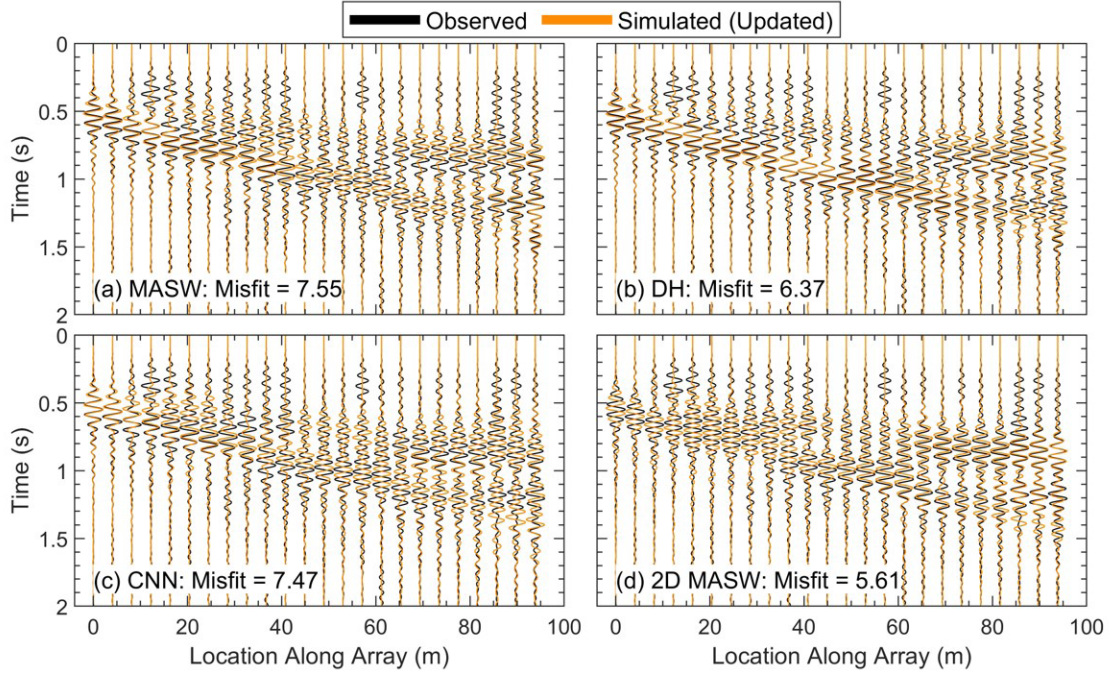 Observed Simulated (Updated)
0
0.5
1
1.5
2
Time (s)
(a) MASW: Misfit = 7.55
(b) DH: Misfit = 6.37
0
0.5
1
1.5
2
Time (s)
(c) CNN: Misfit = 7.47
(d) 2D MASW: Misfit = 5.61
0 20 40 60 80 100
0 20 40 60 80 100
Location Along Array (m)
Location Along Array (m)